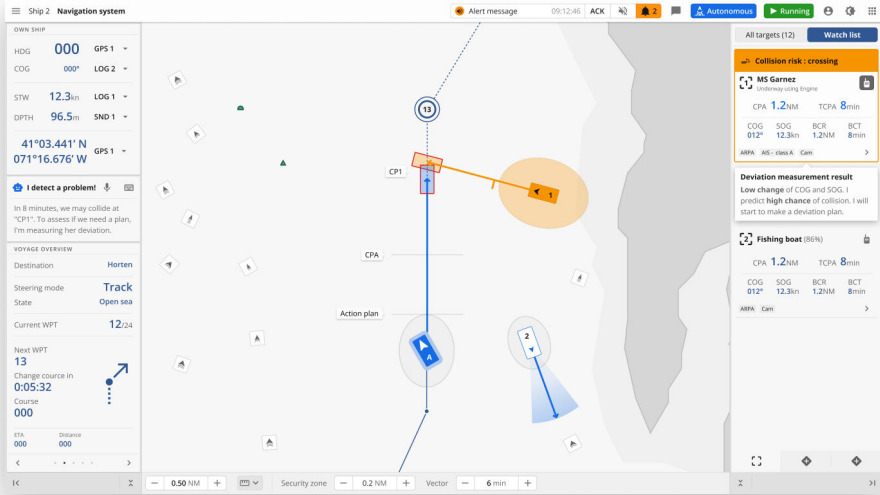 Ship 2 Navigation system
Alert message 09:12:46 ACK 2 Autonomous Running
OWN SHIP
HDG 000 GPS 1
COG 000° LOG 2
STW 12.3kn LOG 1
DPTH 96.5m SND 1
41°03.441' N
071°16.676' W
GPS 1
I detect a problem!
In 8 minutes, we may collide at
"CP1". To assess if we need a plan,
I'm measuring her deviation.
VOYAGE OVERVIEW
Destination Horten
Steering mode Track
State Open sea
Current WPT 12/24
Next WPT
13
Change cource in
0:05:32
Course
000
ETA Distance
000 000
13
CP1
1
CPA
Action plan
A
2
0.50 NM
Security zone 0.2 NM
Vector 6 min
All targets (12) Watch list
Collision risk : crossing
1 MS Garnez
Underway using Engine
CPA 1.2NM TCPA 8min
COG SOG BCR BCT
012° 12.3kn 1.2NM 8min
ARPA AIS - class A Cam
Deviation measurement result
Low change of COG and SOG. I
predict high chance of collision. I will
start to make a deviation plan.
2 Fishing boat (86%)
CPA 1.2NM TCPA 8min
COG SOG BCR BCT
012° 12.3kn 1.2NM 8min
ARPA Cam